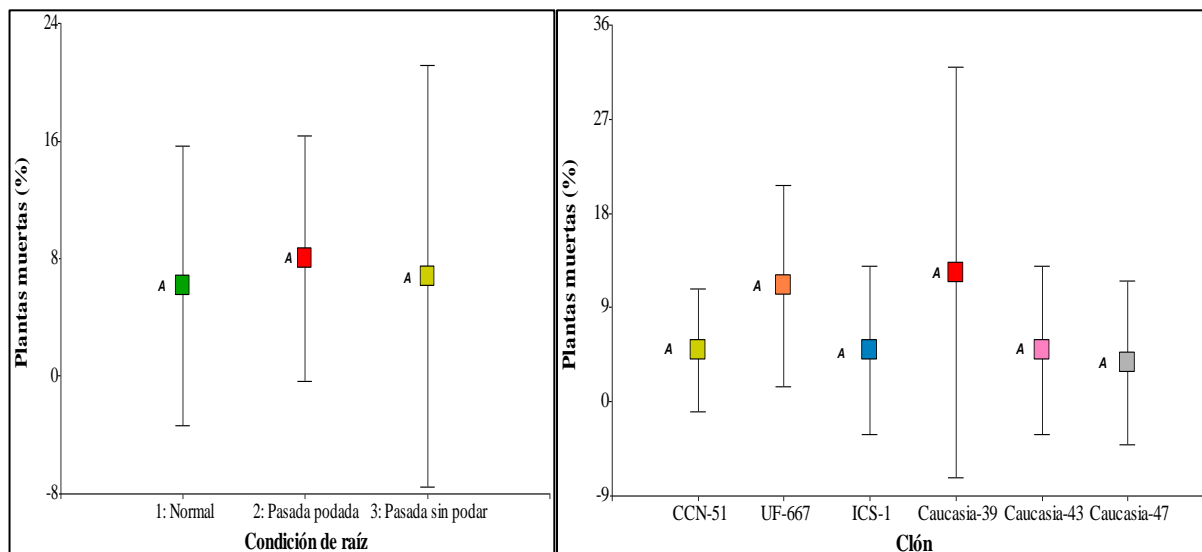 Plantas muertas (%)
24
16
8
0
-8
A
A
A
1: Normal
2: Pasada podada
3: Pasada sin podar
Condición de raíz
Plantas muertas (%)
36
27
18
9
0
-9
A
A
A
A
A
A
CCN-51
UF-667
ICS-1
Caucasia-39
Caucasia-43
Caucasia-47
Clón